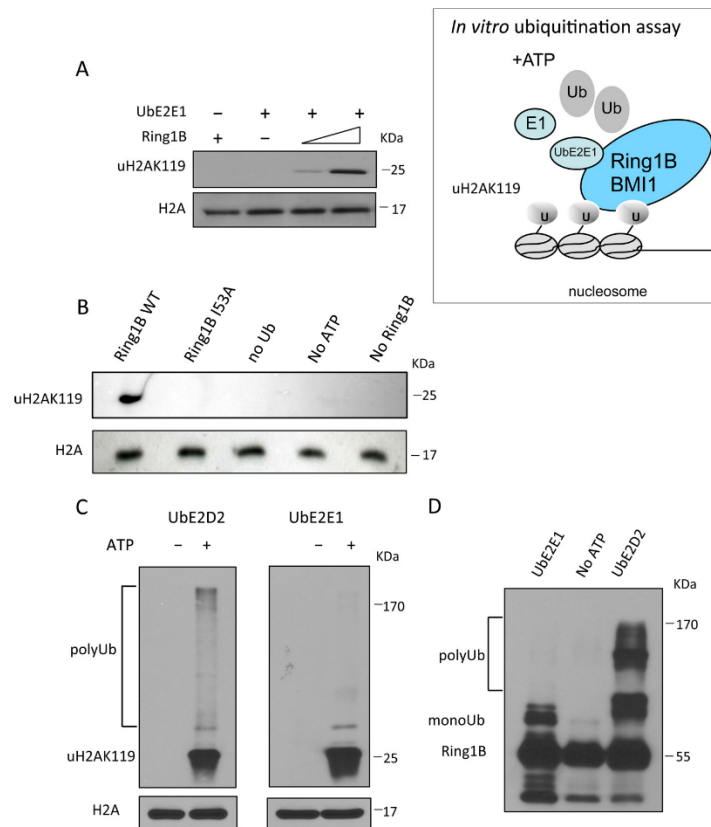 In vitro ubiquitination assay
+ATP
Ub
Ub
E1
UbE2E1
Ring1B
BMI1
uH2AK119
U U U
nucleosome
A
UbE2E1 – + + +
Ring1B + –
KDa
uH2AK119 –25
H2A –17
B
Ring1B WT
Ring1B I53A
no Ub
No ATP
No Ring1B
KDa
uH2AK119 –25
H2A –17
C
UbE2D2 UbE2E1
ATP – + – +
KDa
–170
polyUb
uH2AK119 –25
H2A –17
D
UbE2E1
No ATP
UbE2D2
KDa
–170
polyUb
monoUb
Ring1B –55